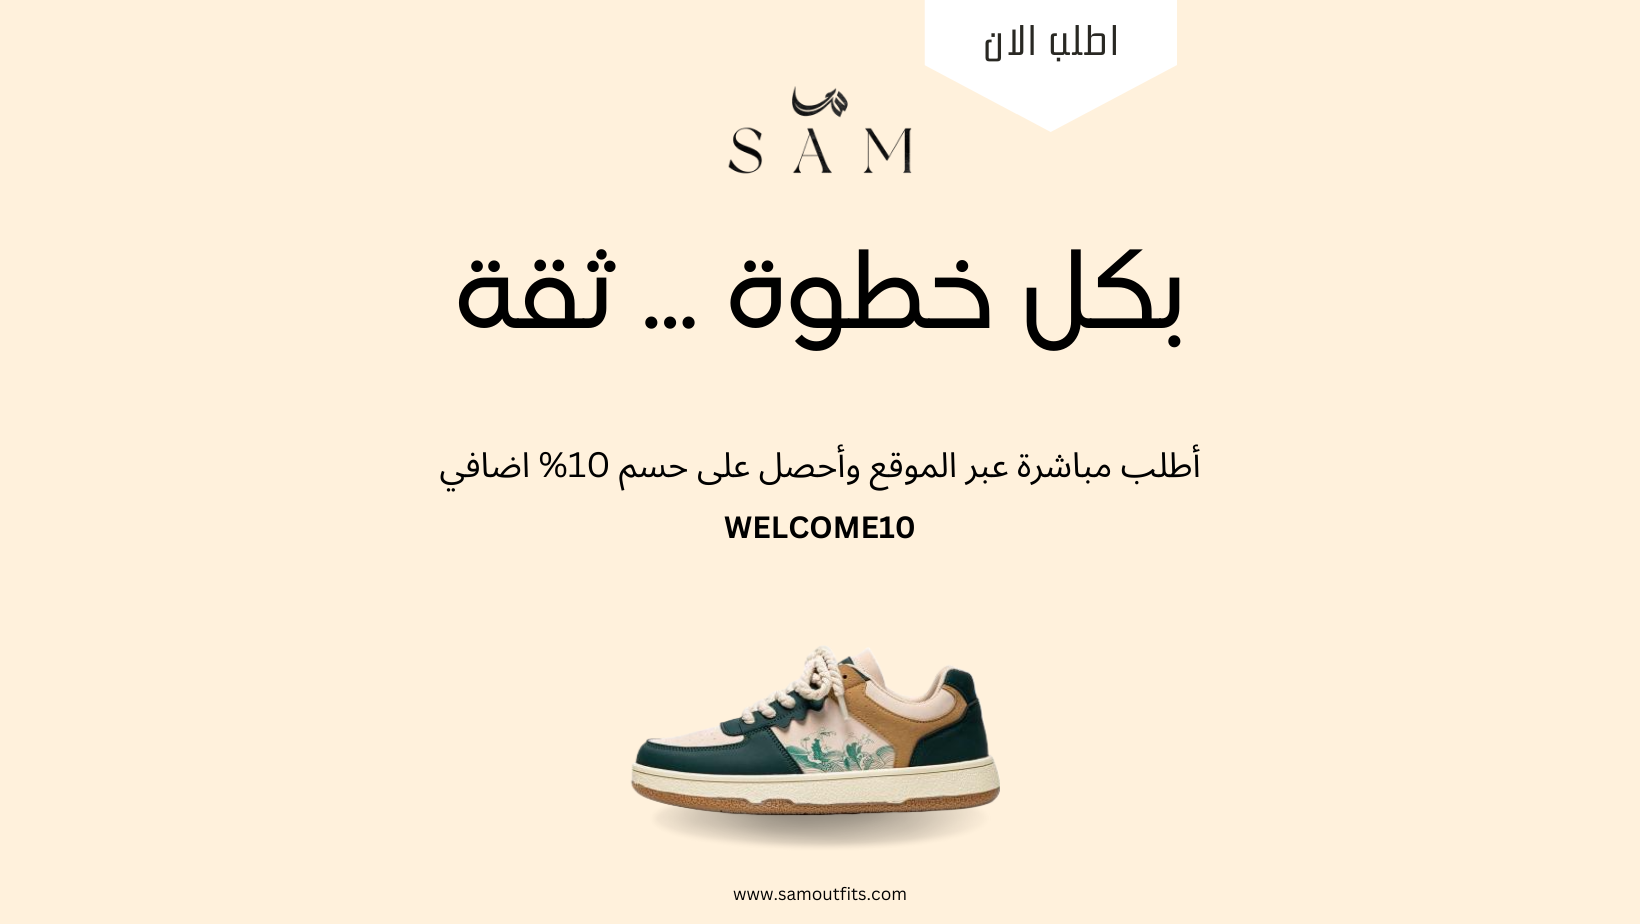 اطلب الان
SAM
بكل خطوة ... ثقة
أطلب مباشرة عبر الموقع وأحصل على حسم 10% اضافي
WELCOME10
www.samoutfits.com